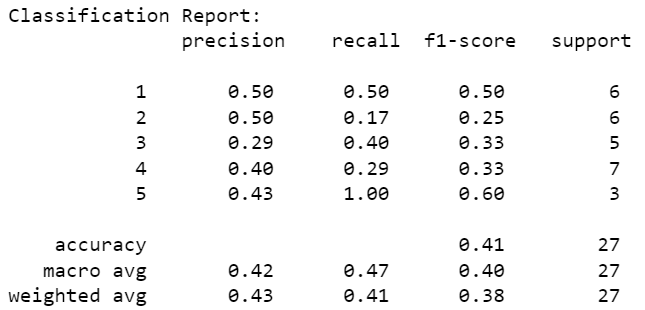 Classification Report:
precision recall f1-score support
1 0.50 0.50 0.50 6
2 0.50 0.17 0.25 6
3 0.29 0.40 0.33 5
4 0.40 0.29 0.33 7
5 0.43 1.00 0.60 3
accuracy 0.41 27
macro avg 0.42 0.47 0.40 27
weighted avg 0.43 0.41 0.38 27